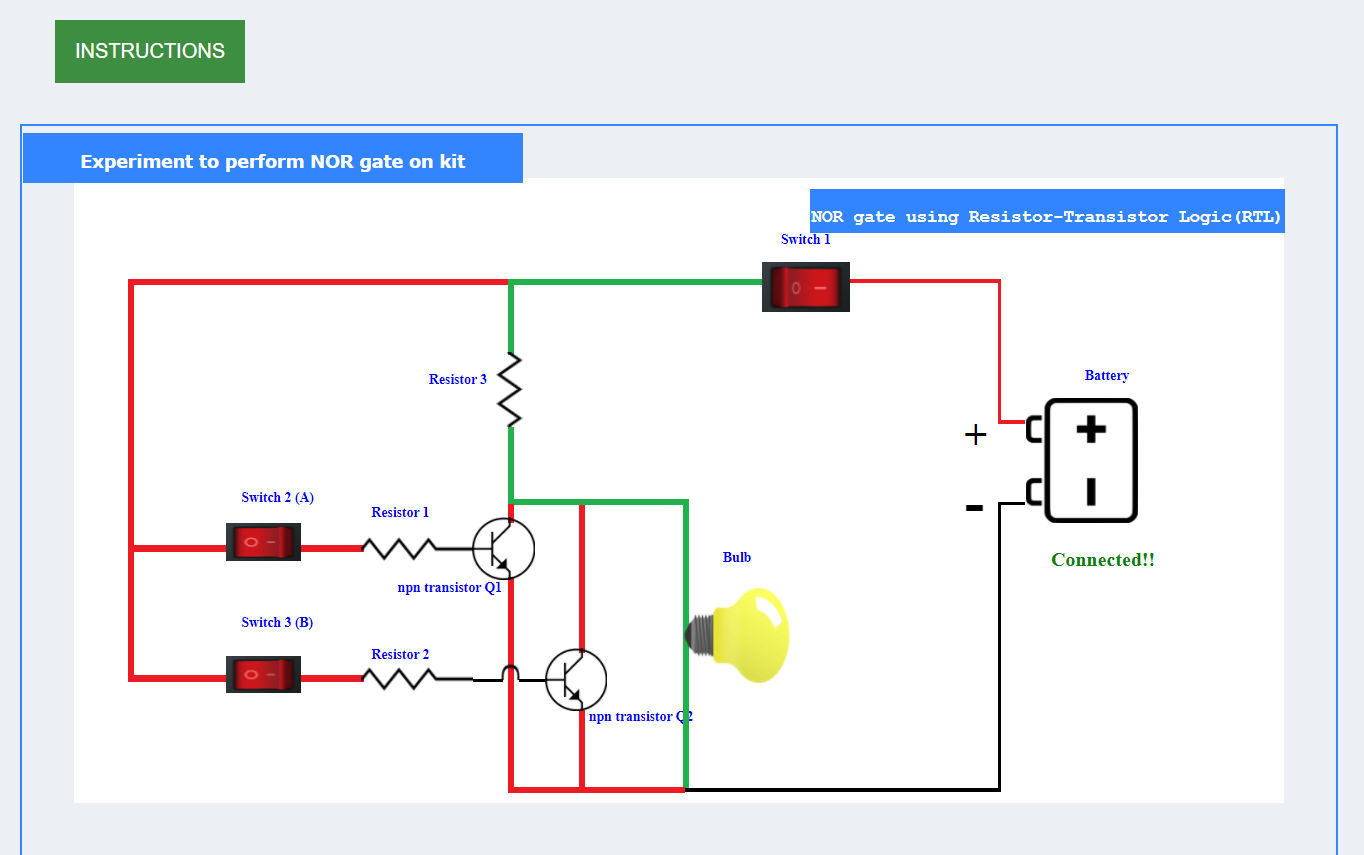 INSTRUCTIONS
Experiment to perform NOR gate on kit
NOR gate using Resistor-Transistor Logic(RTL)
Switch 1
Resistor 3
Battery
+
-
Switch 2 (A)
Resistor 1
npn transistor Q1
Connected!!
Bulb
Switch 3 (B)
Resistor 2
npn transistor Q2